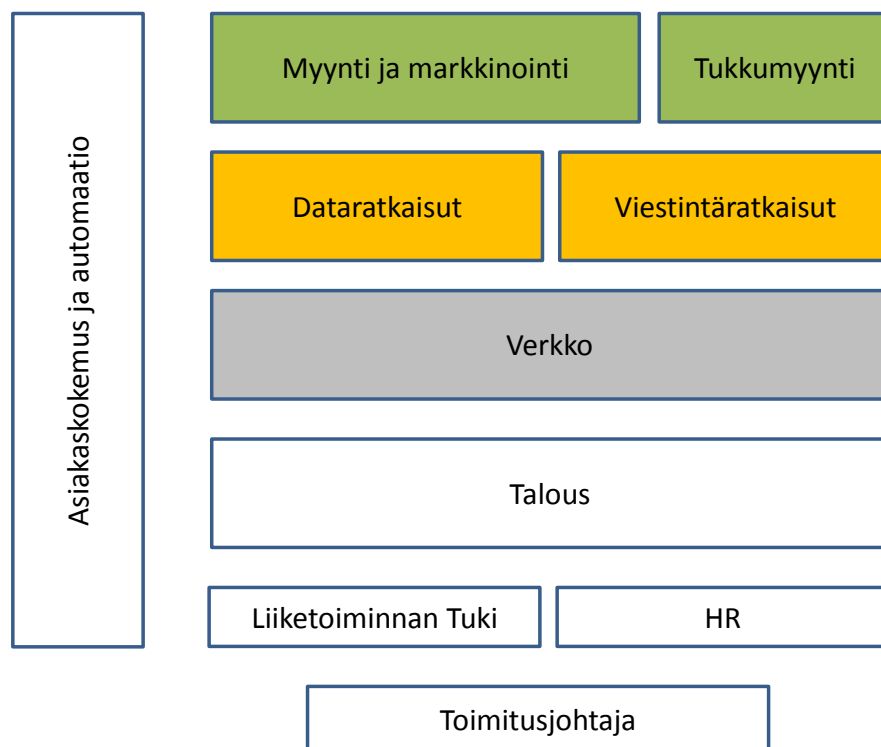 Asiakaskokemus ja automaatio
Myynti ja markkinointi
Tukkumyynti
Dataratkaisut
Viestintäratkaisut
Verkko
Talous
Liiketoiminnan Tuki
HR
Toimitusjohtaja